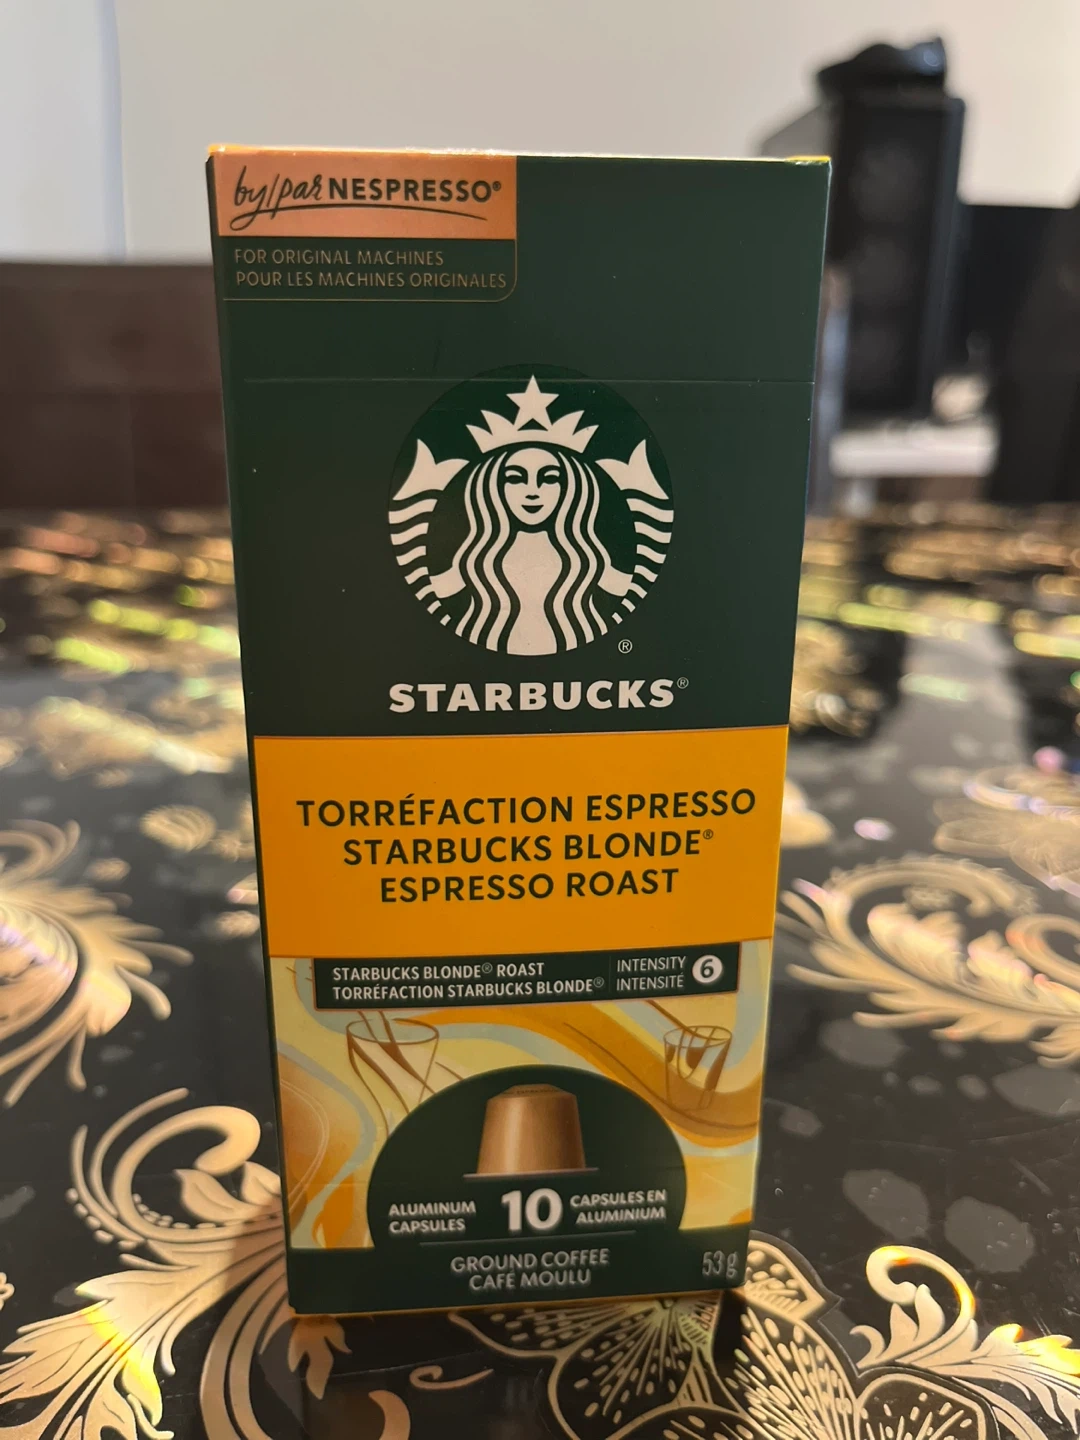 by/par NESPRESSO®
FOR ORIGINAL MACHINES
POUR LES MACHINES ORIGINALES
®
STARBUCKS®
TORRÉFACTION ESPRESSO
STARBUCKS BLONDE®
ESPRESSO ROAST
STARBUCKS BLONDE® ROAST
TORRÉFACTION STARBUCKS BLONDE®
INTENSITY
INTENSITÉ
6
ALUMINUM
CAPSULES
10
CAPSULES EN
ALUMINIUM
GROUND COFFEE
CAFÉ MOULU
53 g